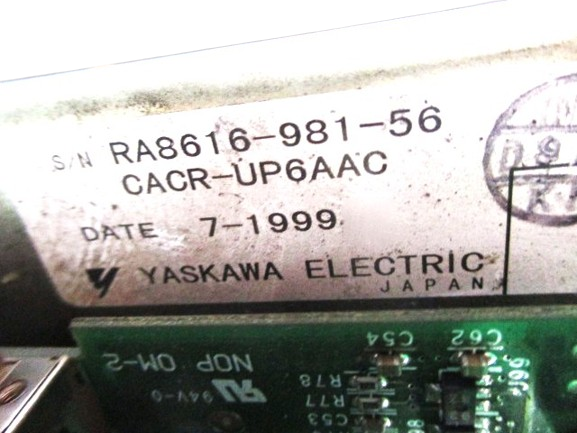 S/N RA8616-981-56
CACR-UP6AAC
DATE 7-1999
YASKAWA ELECTRIC
JAPAN
C54
C62
NOP OM-2
94V-0
R78
R77
C53